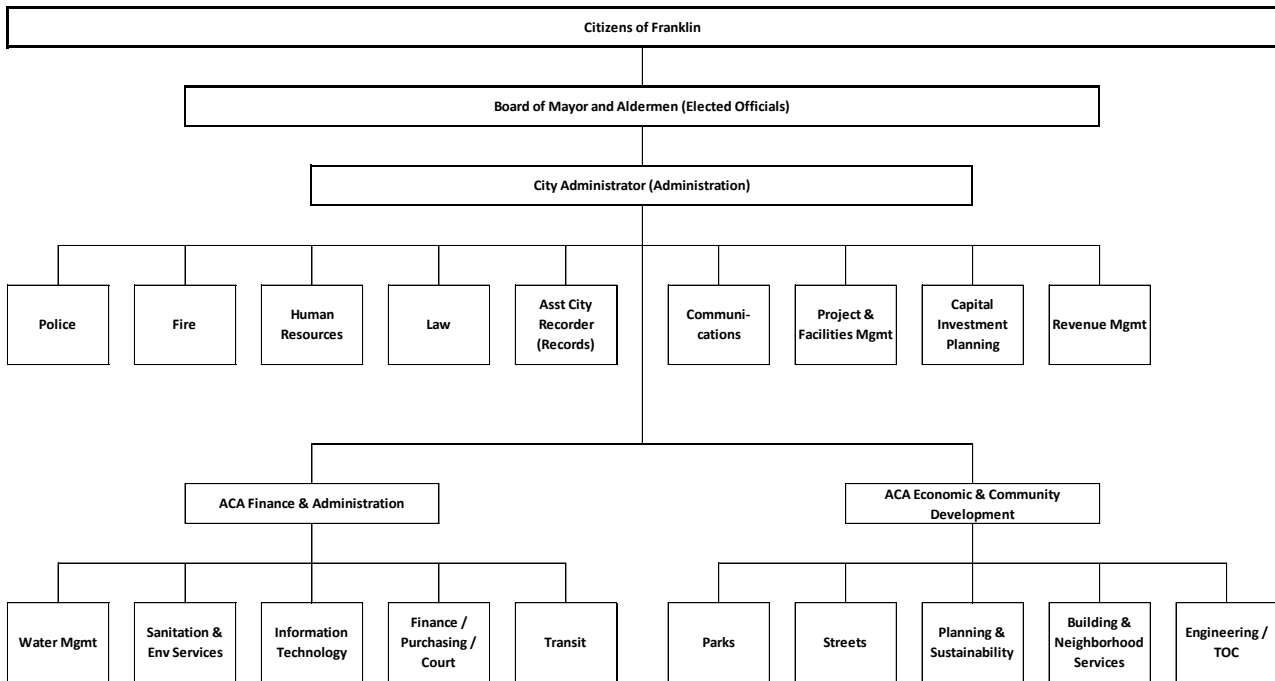 Citizens of Franklin
Board of Mayor and Aldermen (Elected Officials)
City Administrator (Administration)
Police
Fire
Human
Resources
Law
Asst City
Recorder
(Records)
Communi-
cations
Project &
Facilities Mgmt
Capital
Investment
Planning
Revenue Mgmt
ACA Finance & Administration
ACA Economic & Community
Development
Water Mgmt
Sanitation &
Env Services
Information
Technology
Finance /
Purchasing /
Court
Transit
Parks
Streets
Planning &
Sustainability
Building &
Neighborhood
Services
Engineering /
TOC